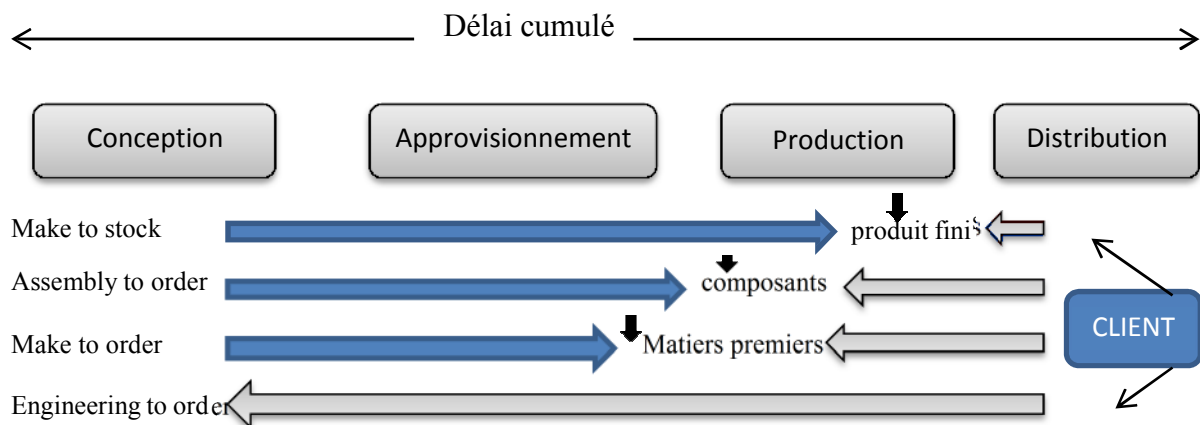 Délai cumulé
Conception
Approvisionnement
Production
Distribution
Make to stock
produit finis
Assembly to order
composants
CLIENT
Make to order
Matiers premiers
Engineering to order